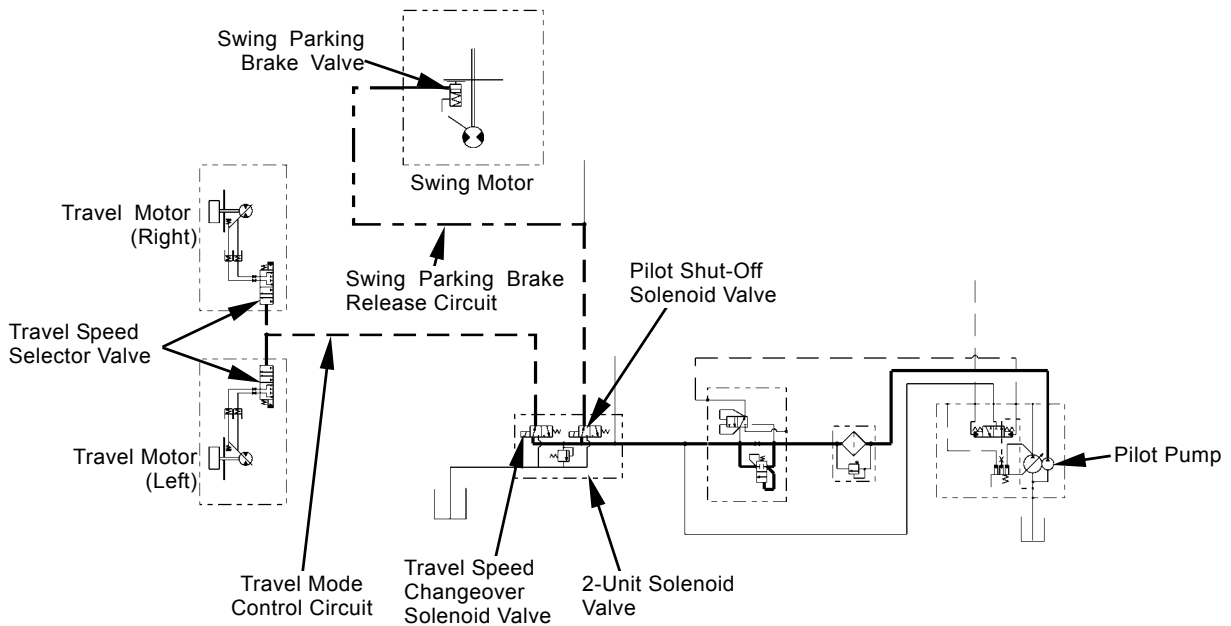 Swing Parking
Brake Valve
Swing Motor
Travel Motor
(Right)
Swing Parking Brake
Release Circuit
Pilot Shut-Off
Solenoid Valve
Travel Speed
Selector Valve
Travel Motor
(Left)
Pilot Pump
Travel Mode
Control Circuit
Travel Speed
Changeover
Solenoid Valve
2-Unit Solenoid
Valve